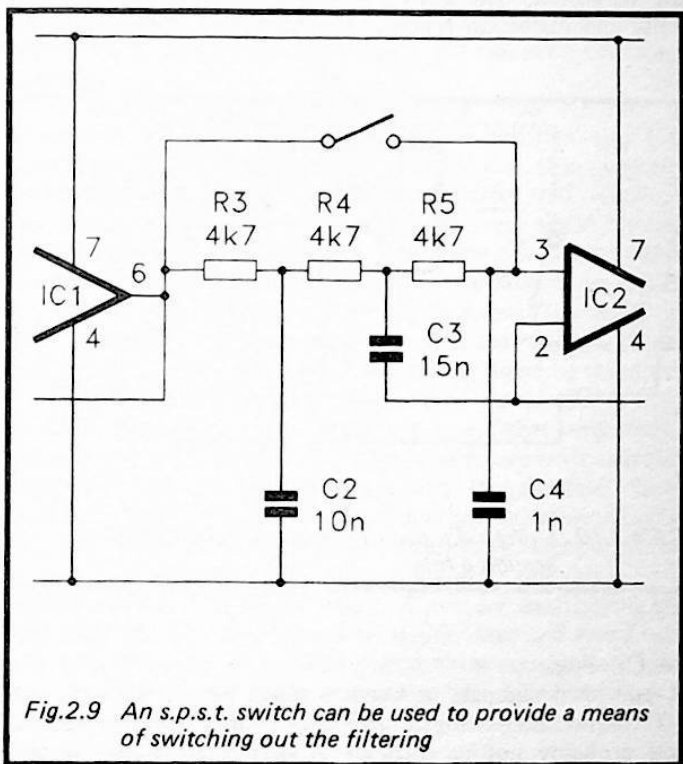 R3 R4 R5
4k7 4k7 4k7
7 6 3 7
IC1 IC2
4 2 4
C3
15n
C2 C4
10n 1n
Fig.2.9 An s.p.s.t. switch can be used to provide a means
of switching out the filtering